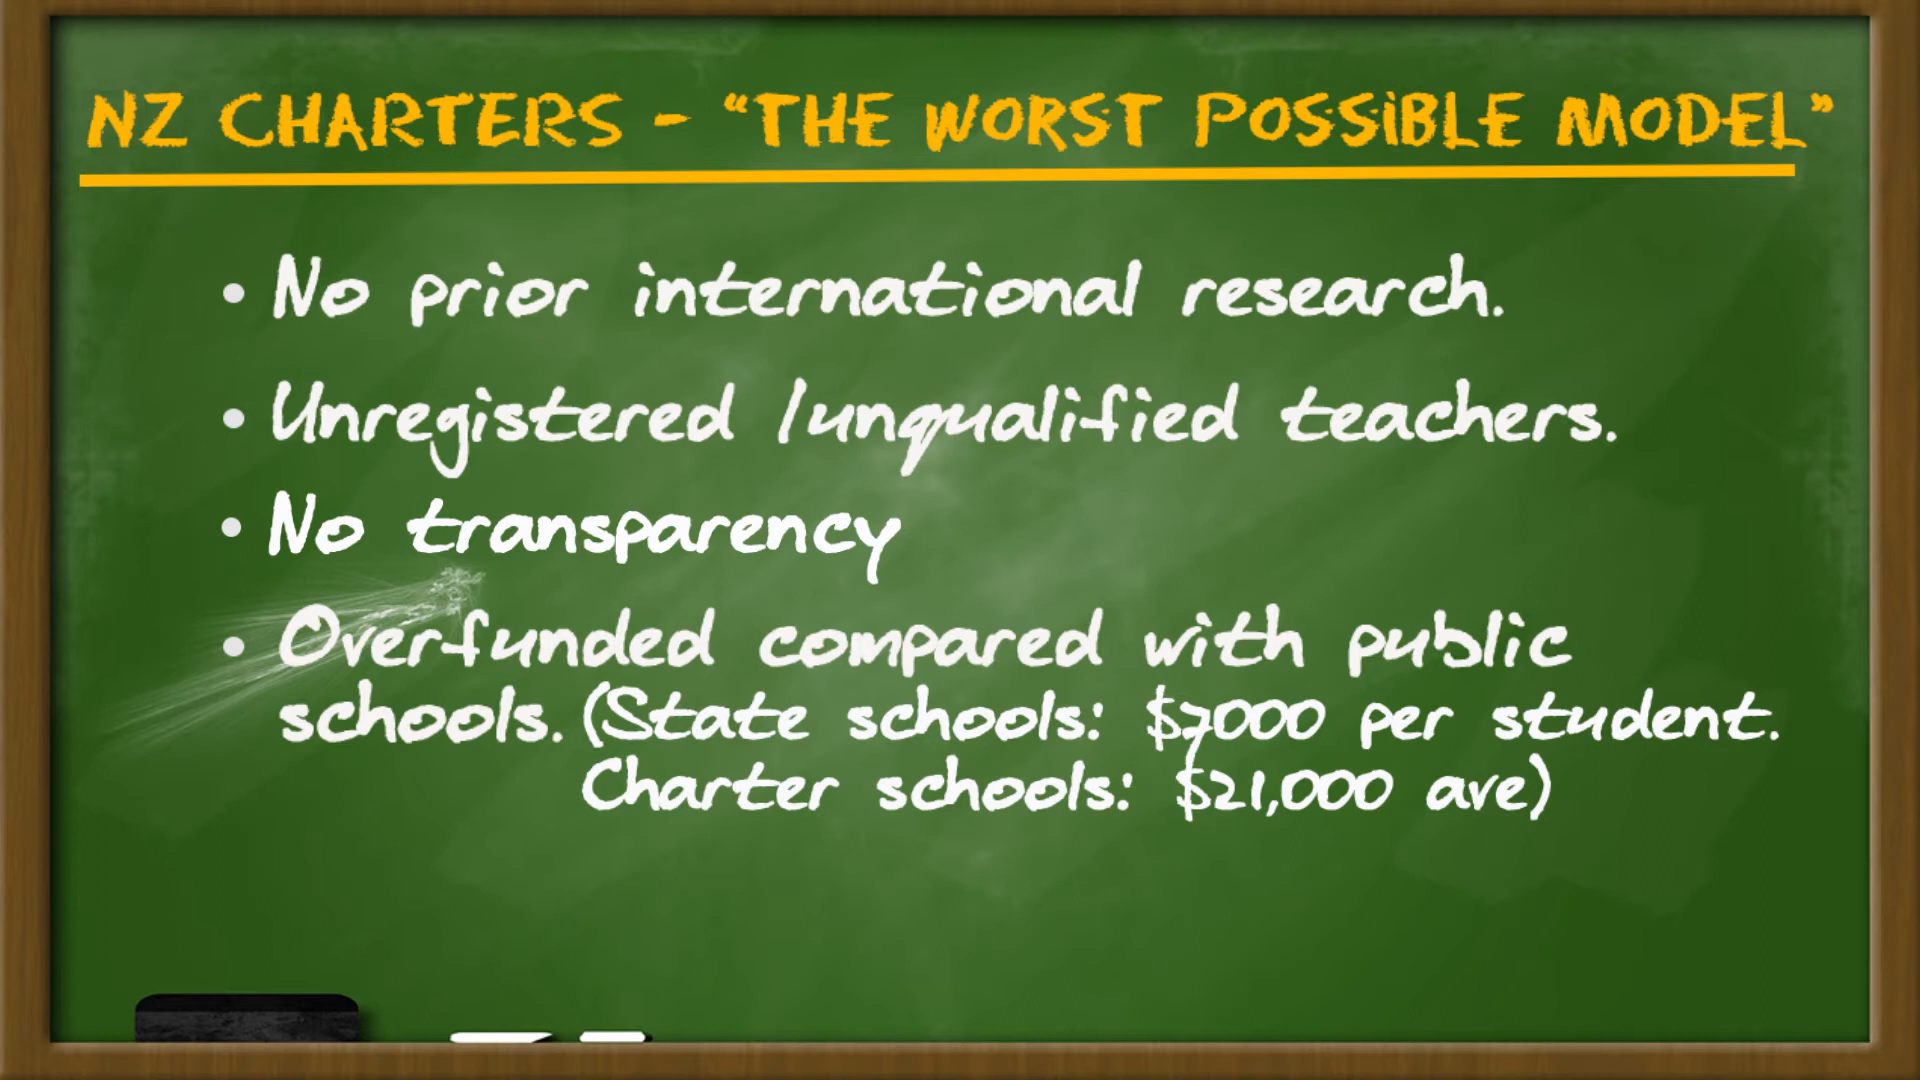 NZ CHARTERS - “THE WORST POSSIBLE MODEL”
• No prior international research.
• Unregistered /unqualified teachers.
• No transparency
• Overfunded compared with public
schools. (State schools: $7000 per student.
Charter schools: $21,000 ave)